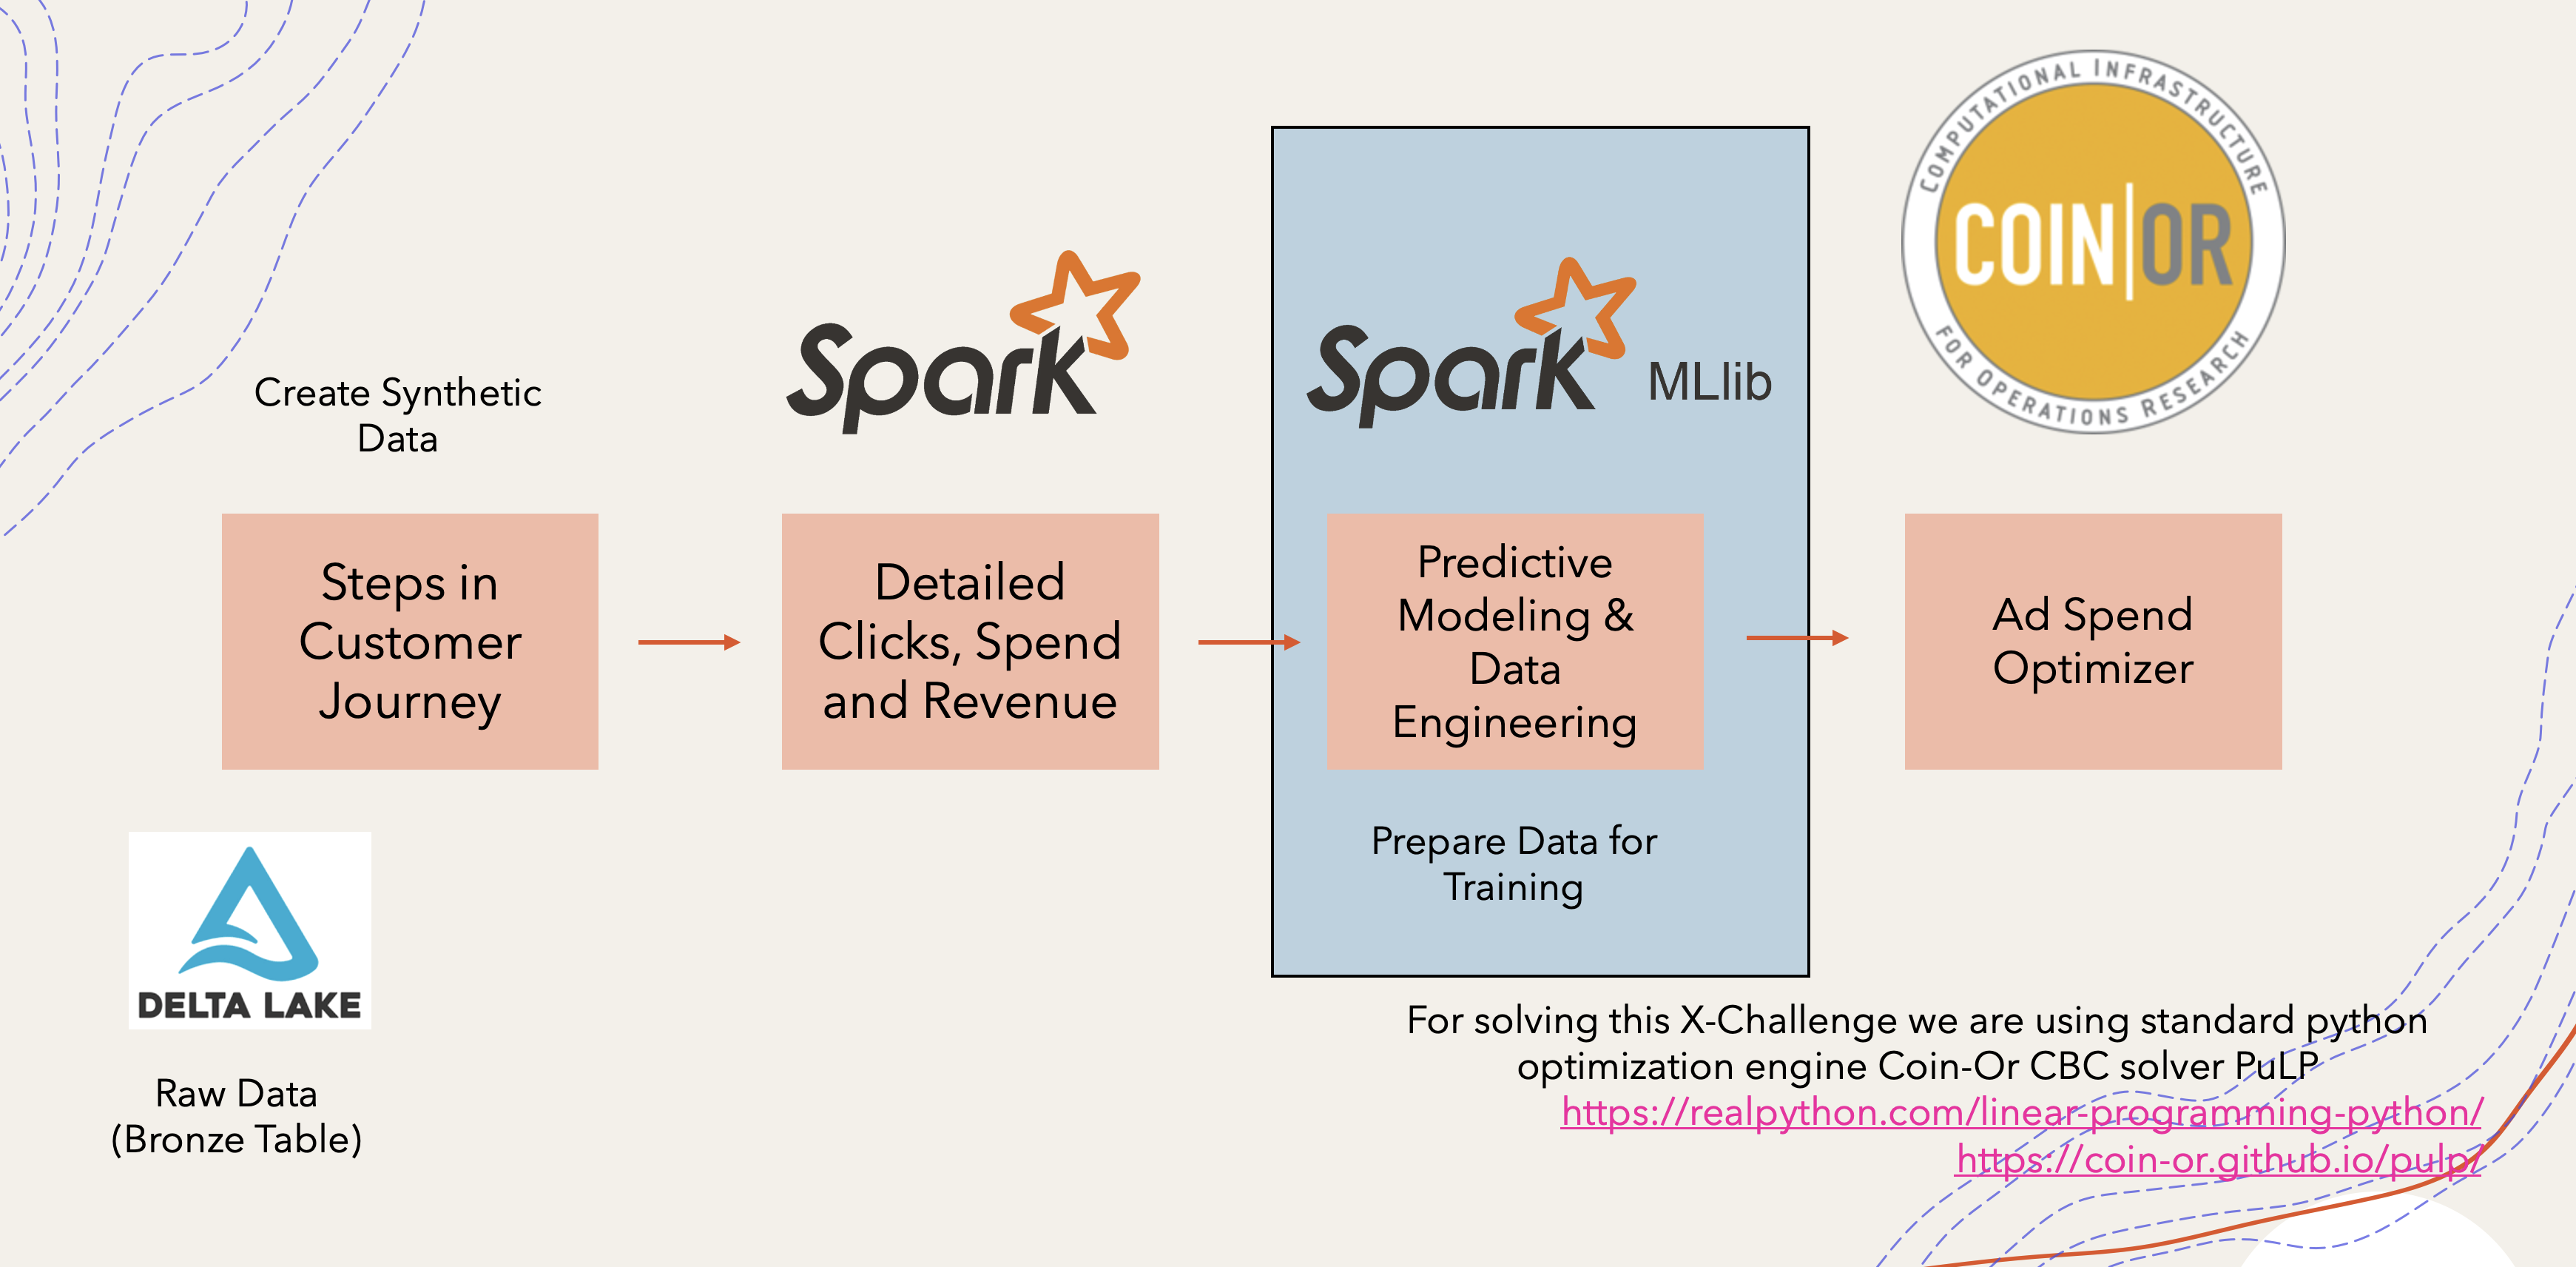 COMPUTATIONAL INFRASTRUCTURE
COIN|OR
FOR OPERATIONS RESEARCH
Spark
Spark MLlib
Create Synthetic
Data
Steps in
Customer
Journey
Detailed
Clicks, Spend
and Revenue
Predictive
Modeling &
Data
Engineering
Ad Spend
Optimizer
Prepare Data for
Training
DELTA LAKE
Raw Data
(Bronze Table)
For solving this X-Challenge we are using standard python
optimization engine Coin-Or CBC solver PuLP
https://realpython.com/linear-programming-python/
https://coin-or.github.io/pulp/